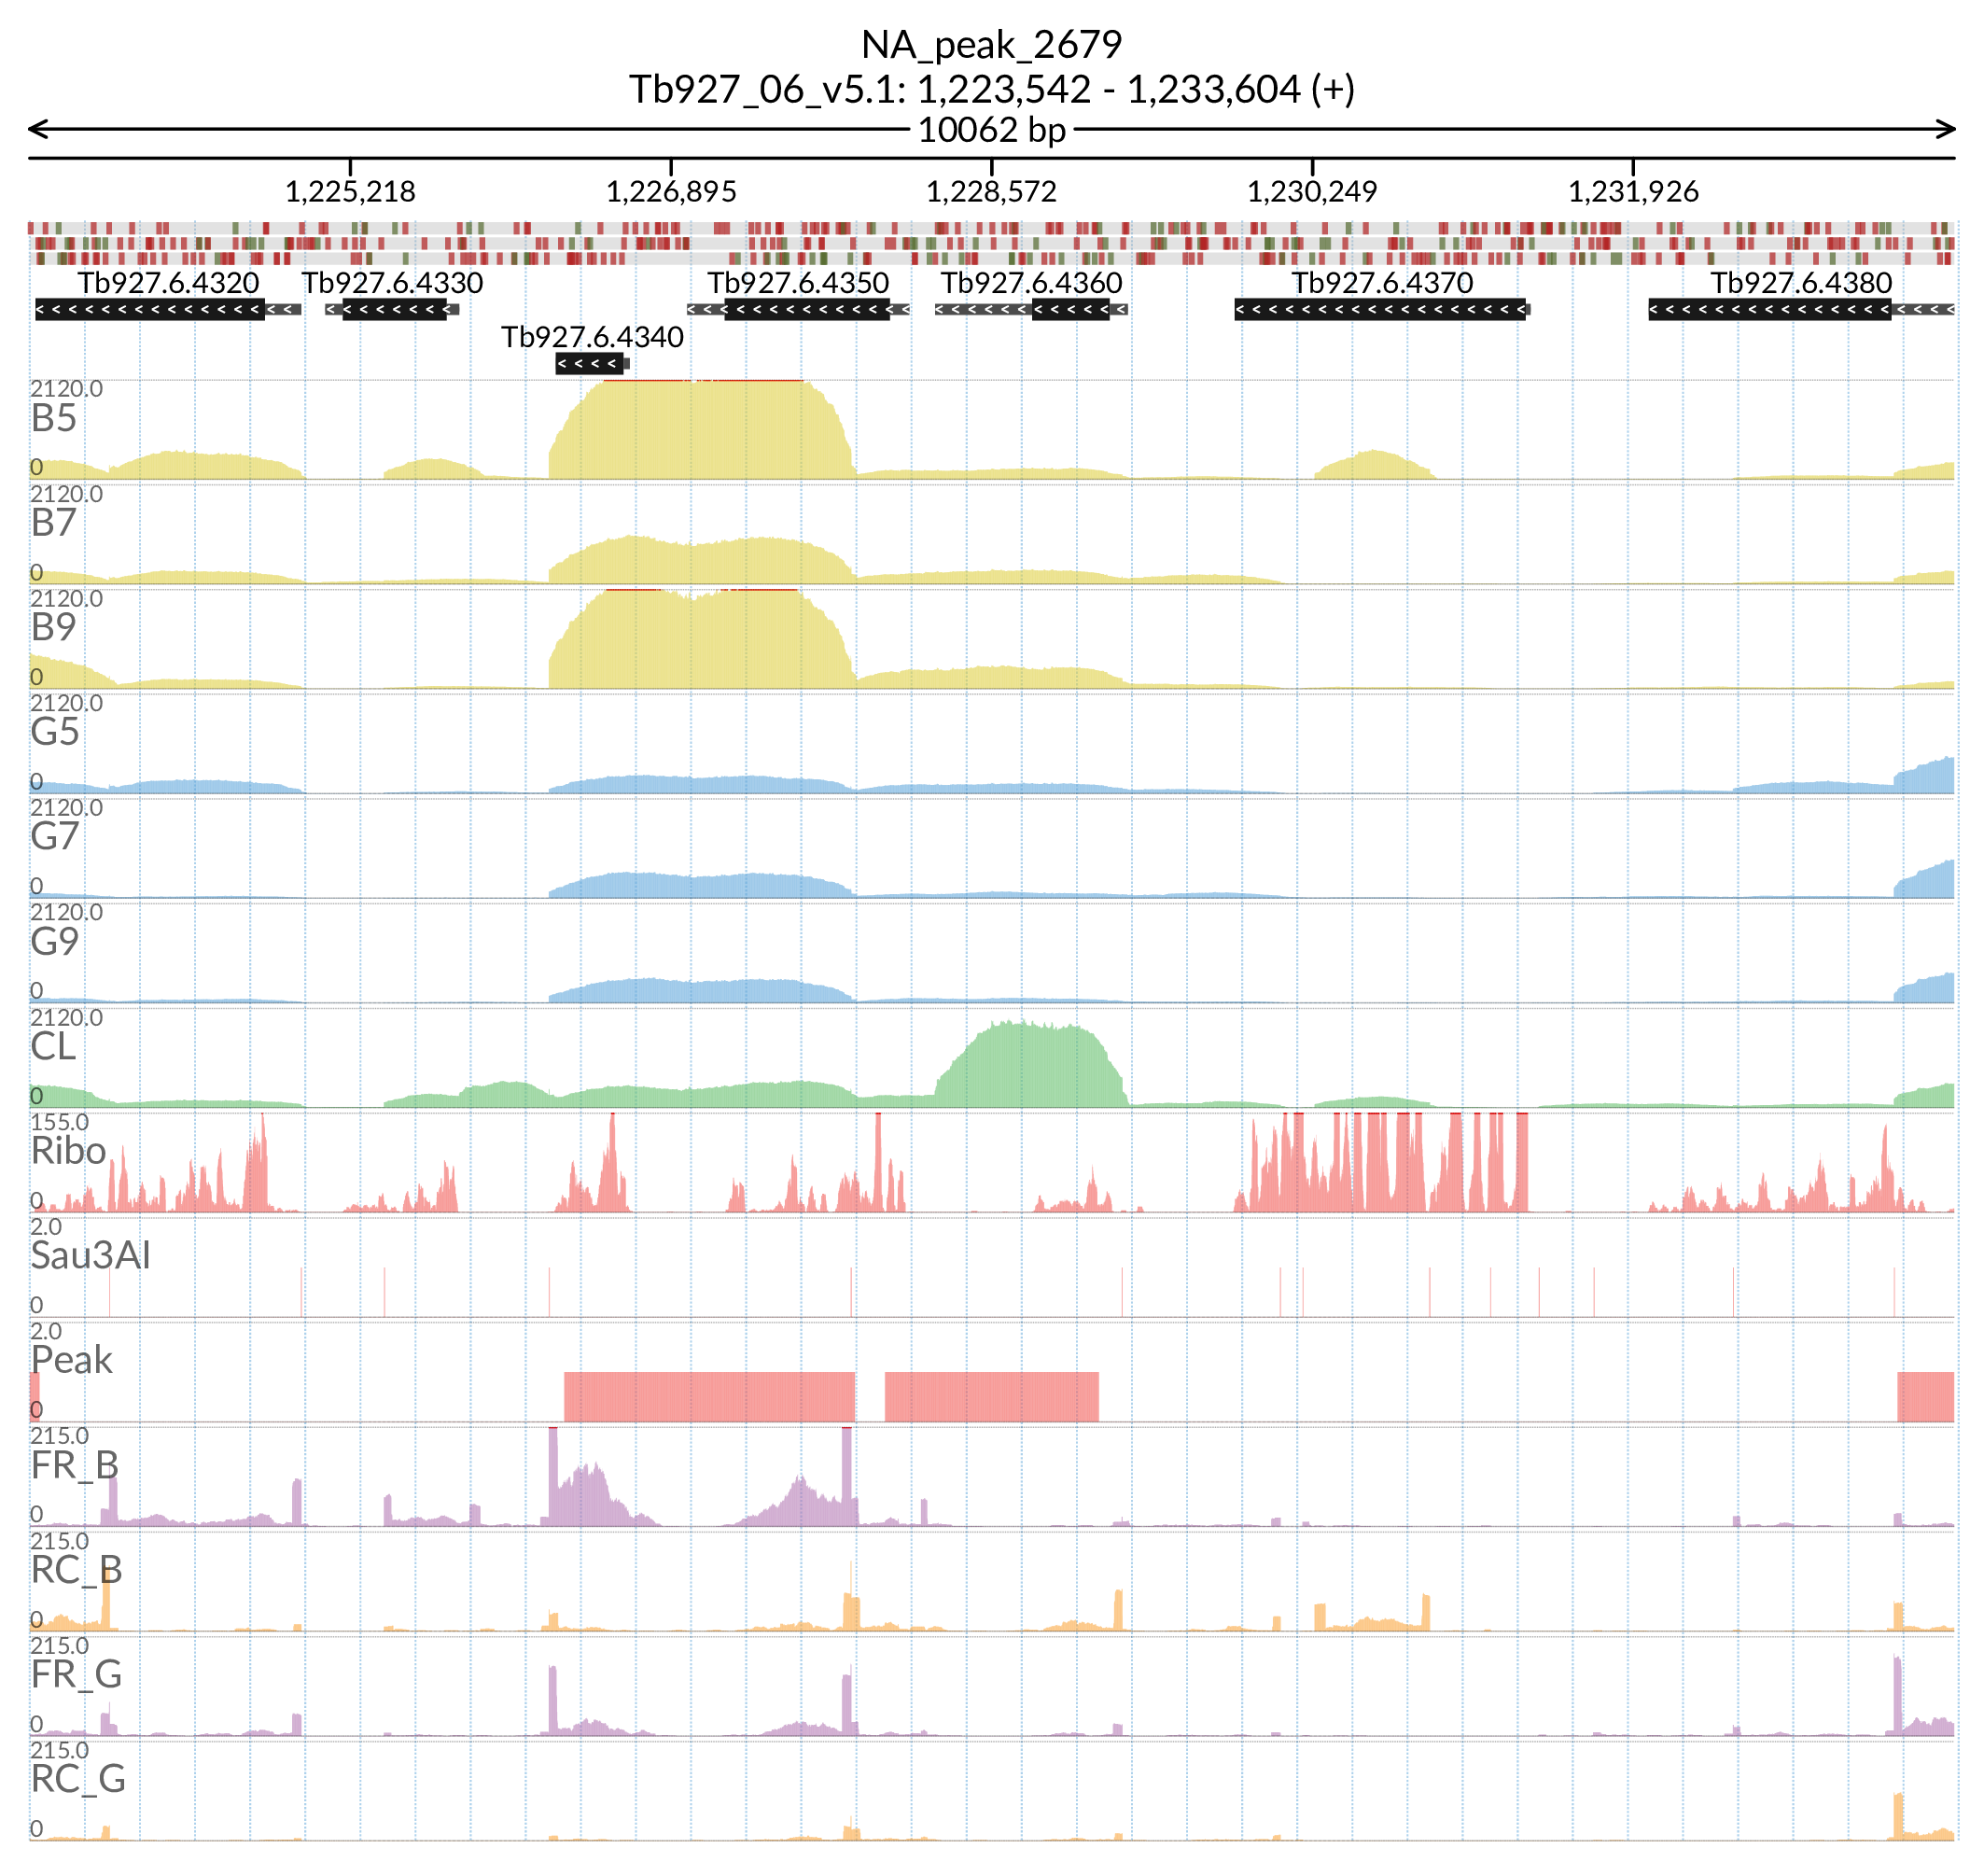 NA_peak_2679
Tb927_06_v5.1: 1,223,542 - 1,233,604 (+)
10062 bp
1,225,218 1,226,895 1,228,572 1,230,249 1,231,926
Tb927.6.4320 Tb927.6.4330 Tb927.6.4350 Tb927.6.4360 Tb927.6.4370 Tb927.6.4380
Tb927.6.4340
2120.0
B5
0
2120.0
B7
0
2120.0
B9
0
2120.0
G5
0
2120.0
G7
0
2120.0
G9
0
2120.0
CL
0
155.0
Ribo
0
2.0
Sau3AI
0
2.0
Peak
0
215.0
FR_B
0
215.0
RC_B
0
215.0
FR_G
0
215.0
RC_G
0